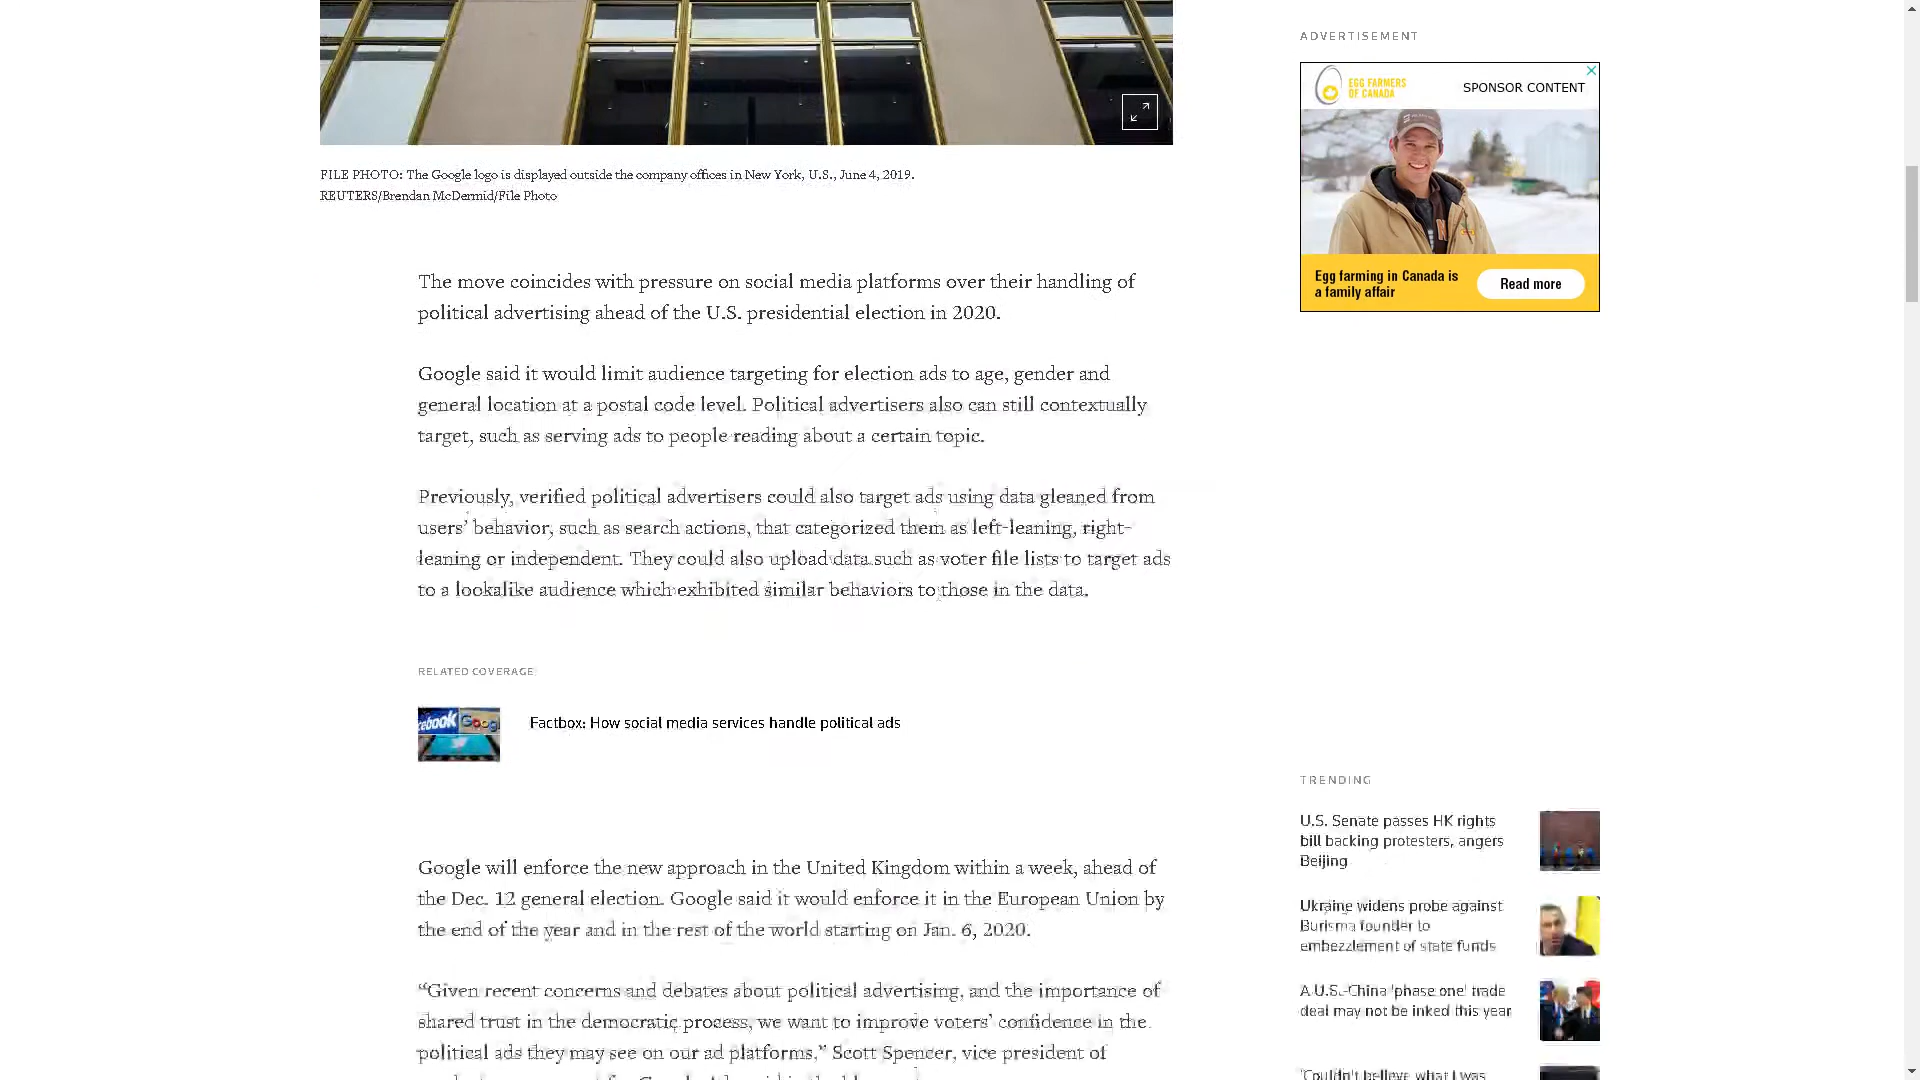 FILE PHOTO: The Google logo is displayed outside the company offices in New York, U.S., June 4, 2019.
REUTERS/Brendan McDermid/File Photo
The move coincides with pressure on social media platforms over their handling of
political advertising ahead of the U.S. presidential election in 2020.
Google said it would limit audience targeting for election ads to age, gender and
general location at a postal code level. Political advertisers also can still contextually
target, such as serving ads to people reading about a certain topic.
Previously, verified political advertisers could also target ads using data gleaned from
users’ behavior, such as search actions, that categorized them as left-leaning, right-
leaning or independent. They could also upload data such as voter file lists to target ads
to a lookalike audience which exhibited similar behaviors to those in the data.
RELATED COVERAGE
Factbox: How social media services handle political ads
Google will enforce the new approach in the United Kingdom within a week, ahead of
the Dec. 12 general election. Google said it would enforce it in the European Union by
the end of the year and in the rest of the world starting on Jan. 6, 2020.
“Given recent concerns and debates about political advertising, and the importance of
shared trust in the democratic process, we want to improve voters’ confidence in the
political ads they may see on our ad platforms,” Scott Spencer, vice president of
ADVERTISEMENT
EGG FARMERS
OF CANADA
SPONSOR CONTENT
Egg farming in Canada is
a family affair
Read more
TRENDING
U.S. Senate passes HK rights
bill backing protesters, angers
Beijing
Ukraine widens probe against
Burisma founder to
embezzlement of state funds
A U.S.-China 'phase one' trade
deal may not be inked this year
'Couldn't believe what I was